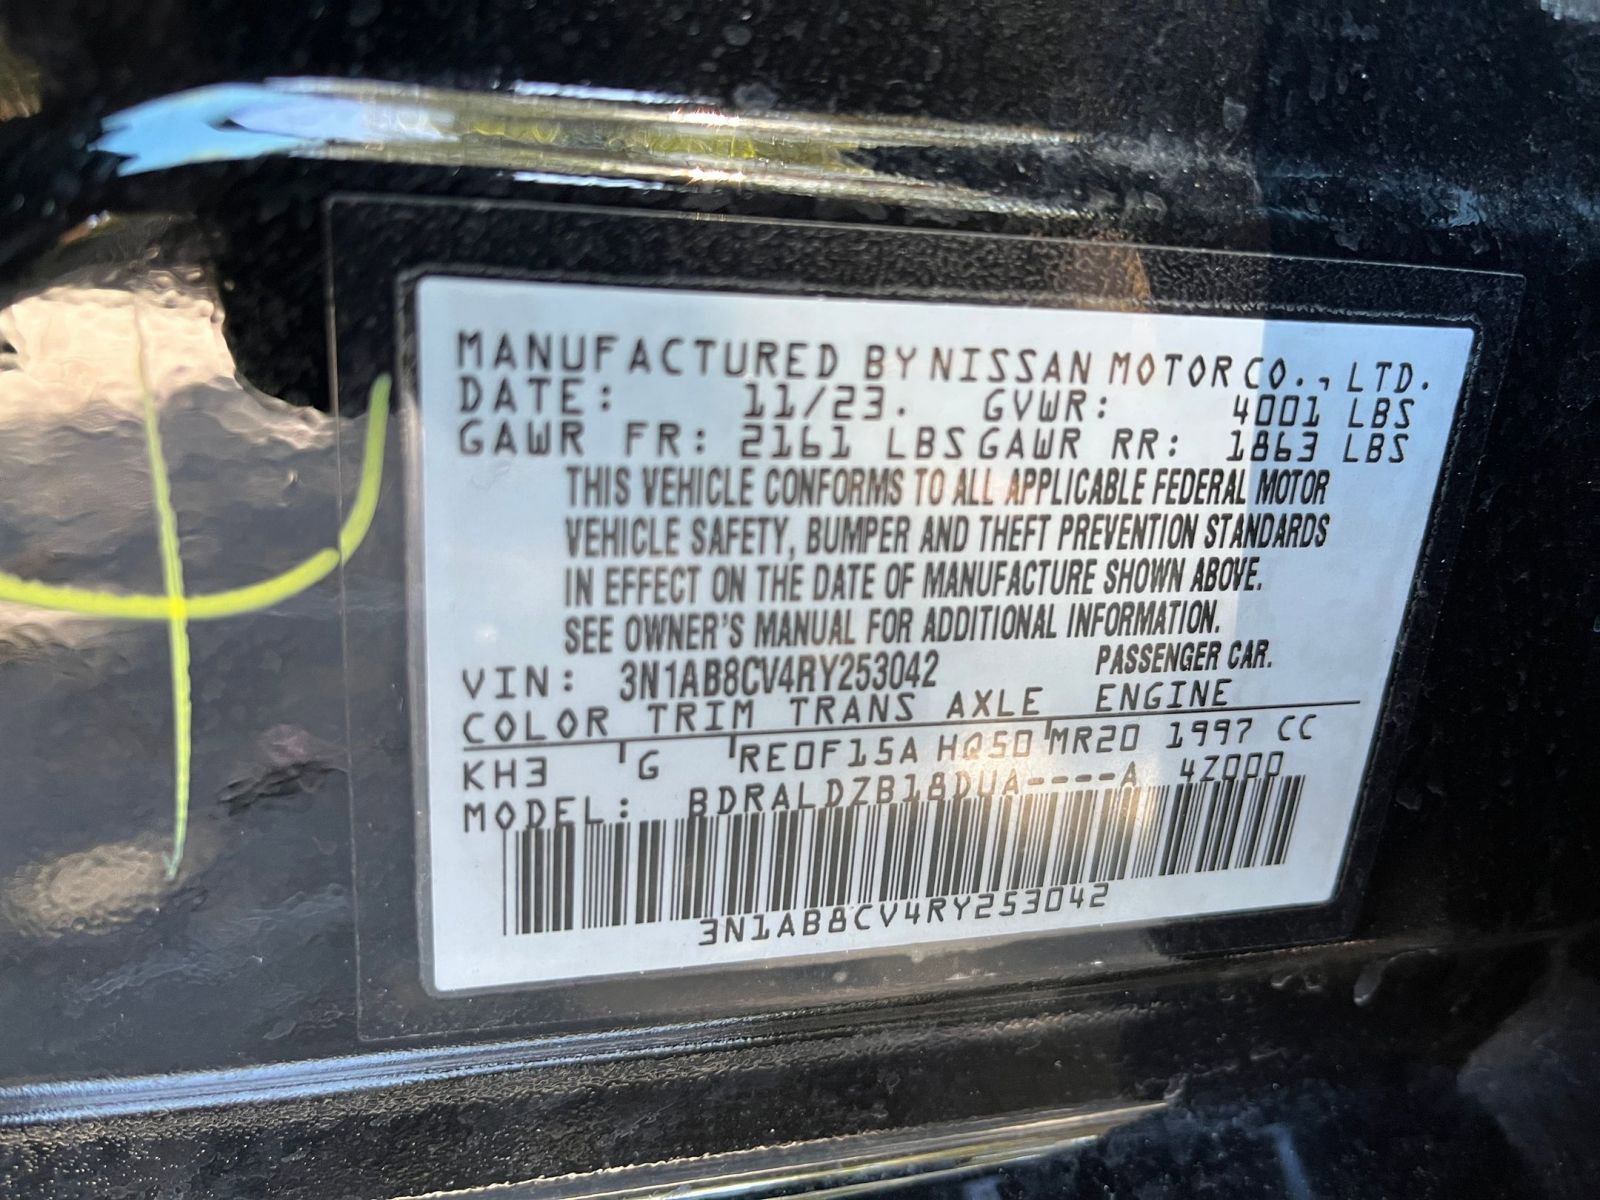 MANUFACTURED BY NISSAN MOTOR CO., LTD.
DATE: 11/23. GVWR: 4001 LBS
GAWR FR: 2161 LBS GAWR RR: 1863 LBS
THIS VEHICLE CONFORMS TO ALL APPLICABLE FEDERAL MOTOR
VEHICLE SAFETY, BUMPER AND THEFT PREVENTION STANDARDS
IN EFFECT ON THE DATE OF MANUFACTURE SHOWN ABOVE.
SEE OWNER'S MANUAL FOR ADDITIONAL INFORMATION.
VIN: 3N1AB8CV4RY253042 PASSENGER CAR.
COLOR TRIM TRANS AXLE ENGINE
KH3 G RE0F15A HQ50 MR20 1997 CC
MODEL: BDRALDZB18DUA----A 4Z000
3N1AB8CV4RY253042